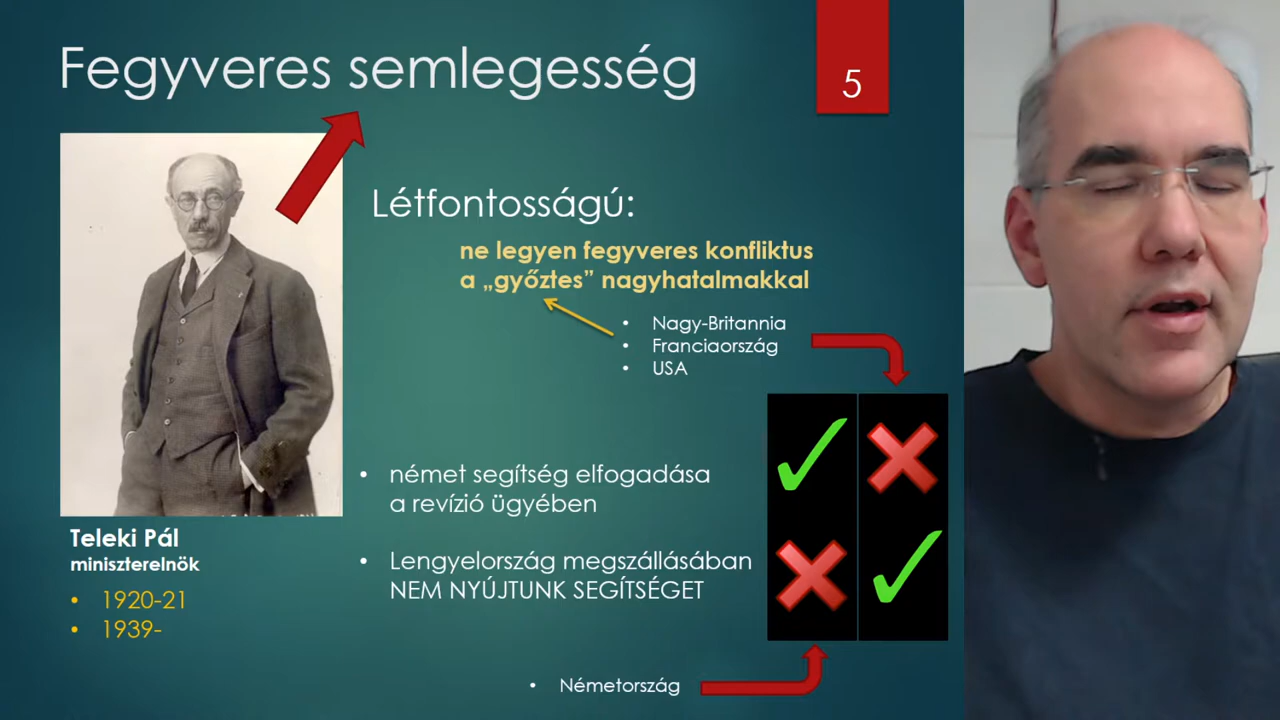 Fegyveres semlegesség
5
Létfontosságú:
ne legyen fegyveres konfliktus
a „győztes” nagyhatalmakkal
• Nagy-Britannia
• Franciaország
• USA
• német segítség elfogadása
a revízió ügyében
• Lengyelország megszállásában
NEM NYÚJTUNK SEGÍTSÉGET
Teleki Pál
miniszterelnök
• 1920-21
• 1939-
• Németország